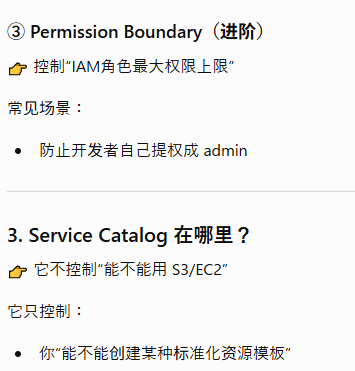 ③ Permission Boundary（进阶）
👉 控制“IAM角色最大权限上限”
常见场景：
• 防止开发者自己提权成 admin
3. Service Catalog 在哪里？
👉 它不控制“能不能用 S3/EC2”
它只控制：
• 你“能不能创建某种标准化资源模板”